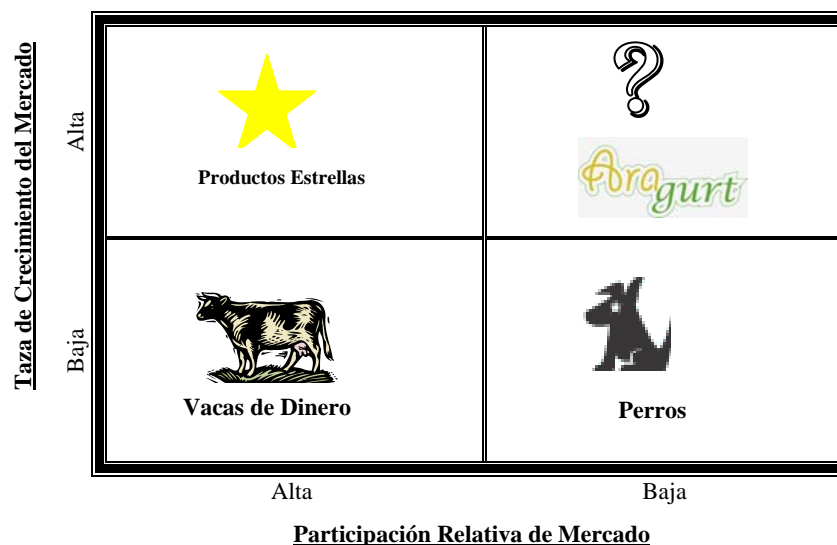 Taza de Crecimiento del Mercado
Alta
Baja
?
Productos Estrellas
Aragurt
Vacas de Dinero
Perros
Alta
Baja
Participación Relativa de Mercado